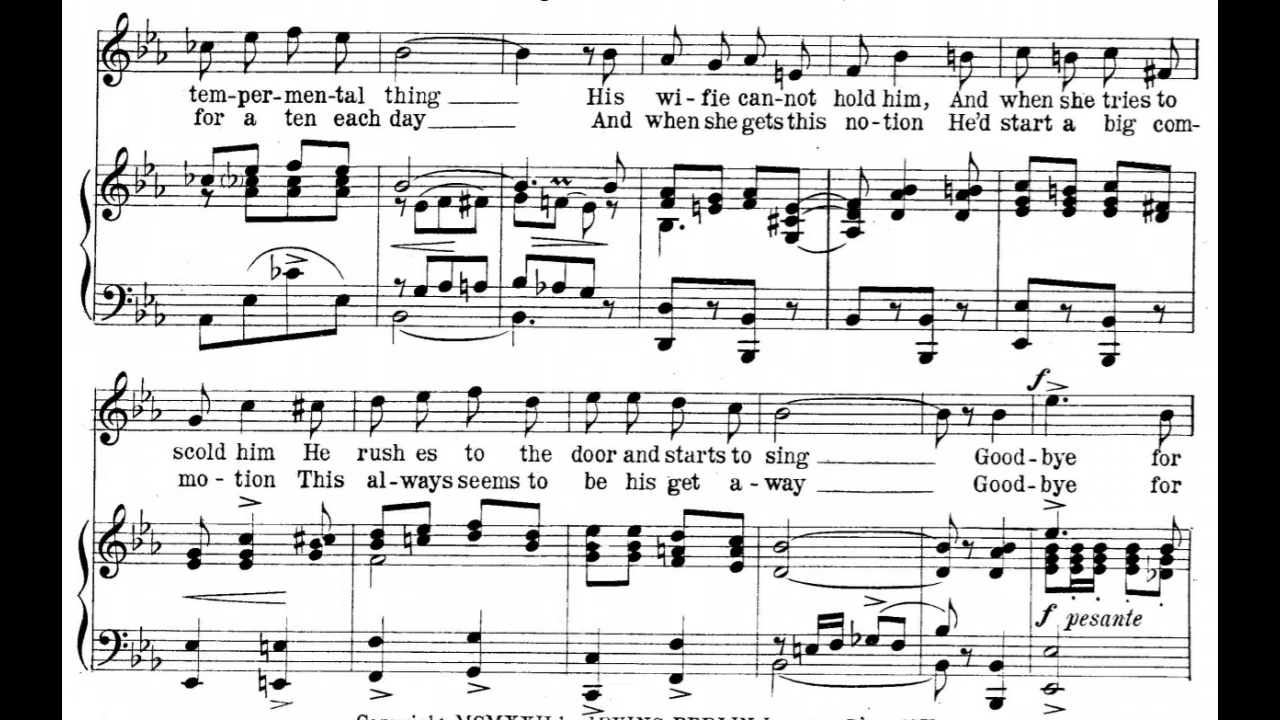 tem-per-men-tal thing His wi-fie can-not hold him, And when she tries to
for a ten each day And when she gets this no-tion He'd start a big com-
f
scold him He rush es to the door and starts to sing Good-bye for
mo-tion This al-ways seems to be his get a-way Good-bye for
f pesante